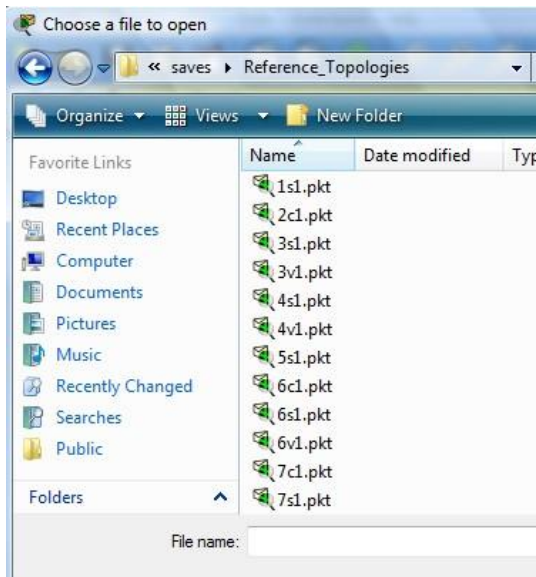 Choose a file to open
« saves ▸ Reference_Topologies
Organize Views New Folder
Favorite Links
Desktop
Recent Places
Computer
Documents
Pictures
Music
Recently Changed
Searches
Public
Folders
Name Date modified Typ
1s1.pkt
2c1.pkt
3s1.pkt
3v1.pkt
4s1.pkt
4v1.pkt
5s1.pkt
6c1.pkt
6s1.pkt
6v1.pkt
7c1.pkt
7s1.pkt
File name: